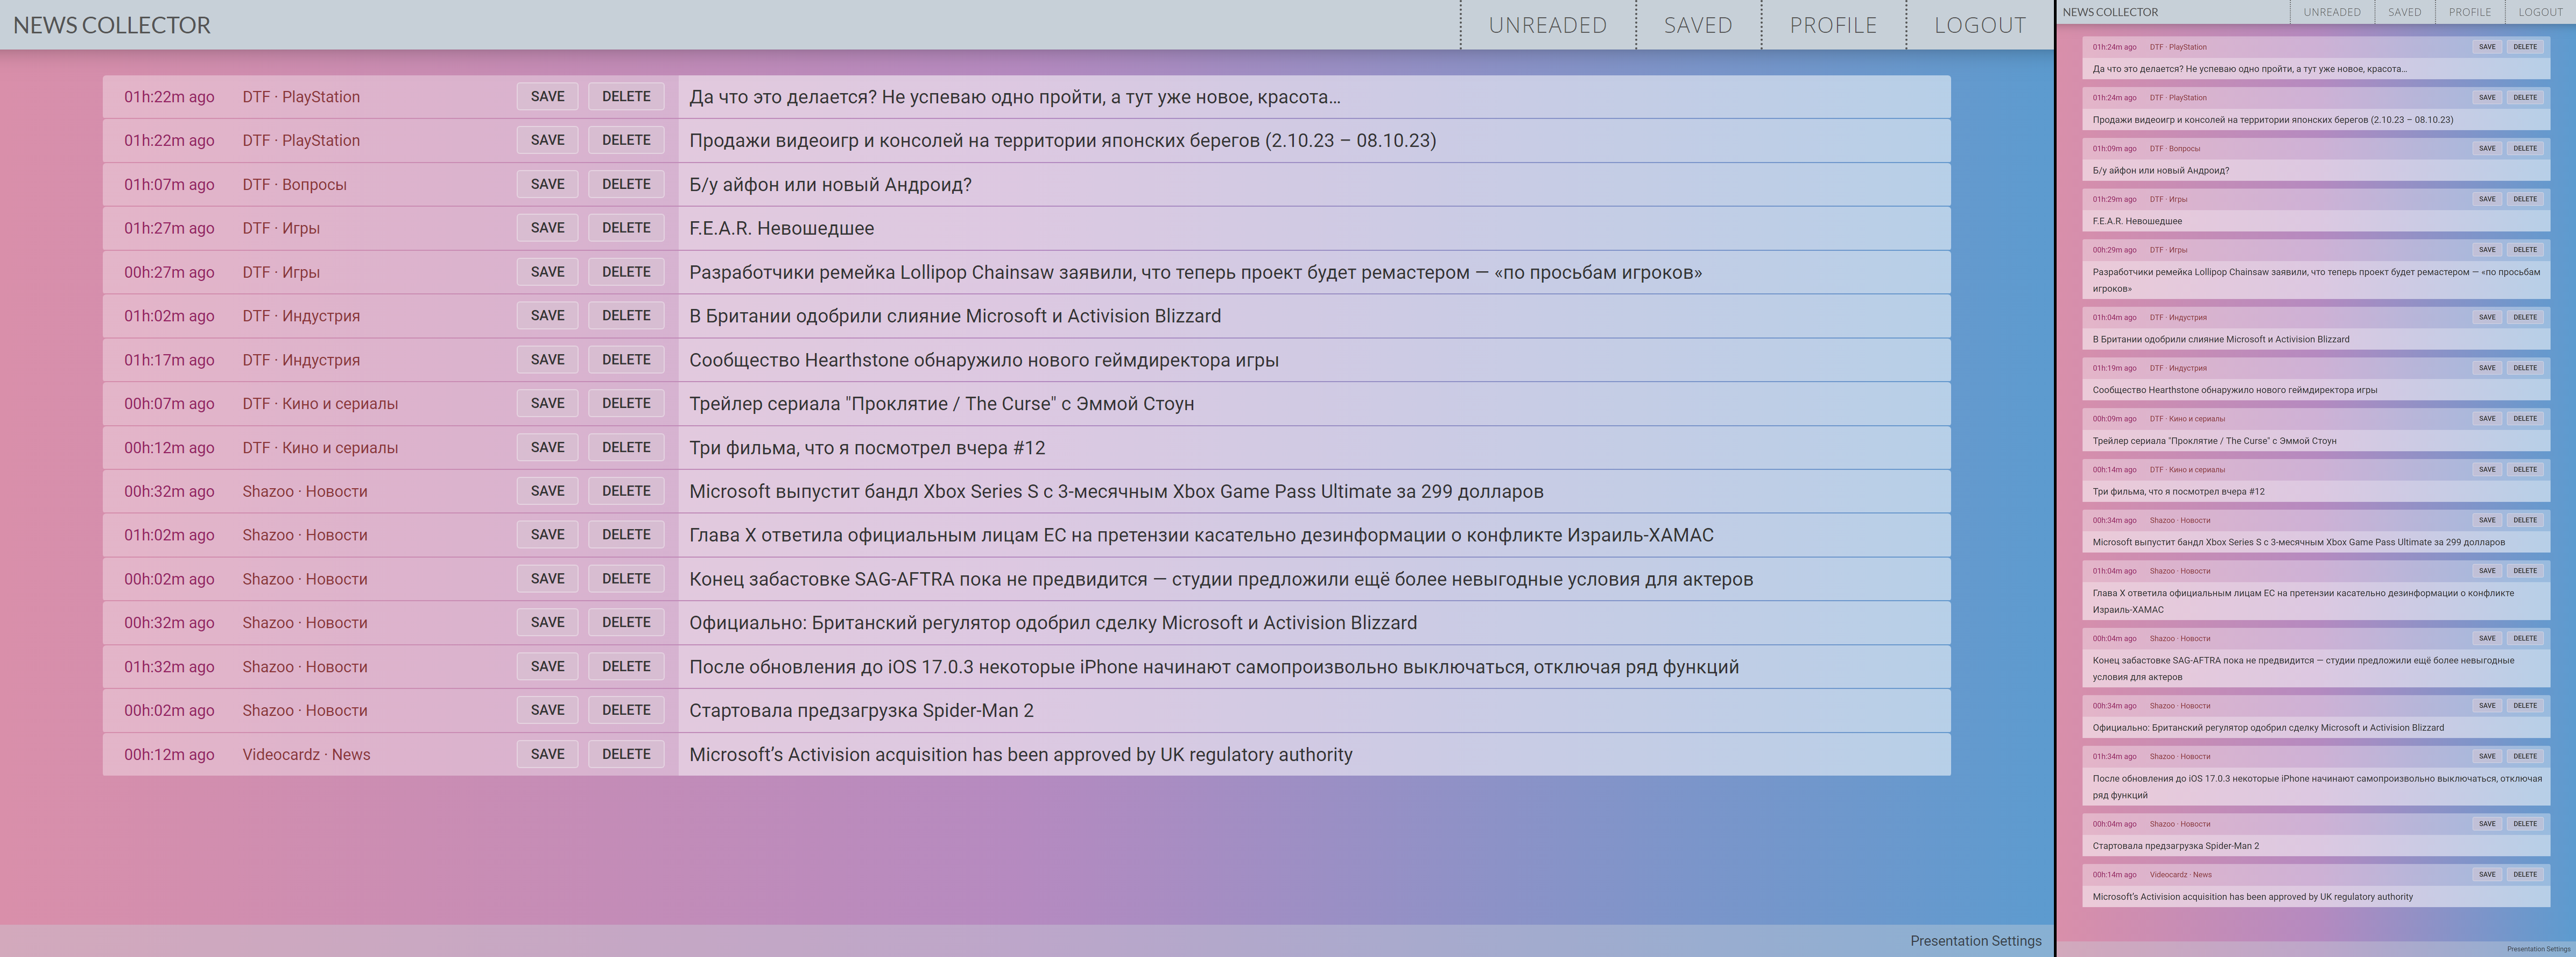 NEWS COLLECTOR UNREADED SAVED PROFILE LOGOUT
01h:22m ago DTF · PlayStation SAVE DELETE Да что это делается? Не успеваю одно пройти, а тут уже новое, красота...
01h:22m ago DTF · PlayStation SAVE DELETE Продажи видеоигр и консолей на территории японских берегов (2.10.23 – 08.10.23)
01h:07m ago DTF · Вопросы SAVE DELETE Б/у айфон или новый Андроид?
01h:27m ago DTF · Игры SAVE DELETE F.E.A.R. Невошедшее
00h:27m ago DTF · Игры SAVE DELETE Разработчики ремейка Lollipop Chainsaw заявили, что теперь проект будет ремастером — «по просьбам игроков»
01h:02m ago DTF · Индустрия SAVE DELETE В Британии одобрили слияние Microsoft и Activision Blizzard
01h:17m ago DTF · Индустрия SAVE DELETE Сообщество Hearthstone обнаружило нового геймдиректора игры
00h:07m ago DTF · Кино и сериалы SAVE DELETE Трейлер сериала "Проклятие / The Curse" с Эммой Стоун
00h:12m ago DTF · Кино и сериалы SAVE DELETE Три фильма, что я посмотрел вчера #12
00h:32m ago Shazoo · Новости SAVE DELETE Microsoft выпустит бандл Xbox Series S с 3-месячным Xbox Game Pass Ultimate за 299 долларов
01h:02m ago Shazoo · Новости SAVE DELETE Глава X ответила официальным лицам ЕС на претензии касательно дезинформации о конфликте Израиль-ХАМАС
00h:02m ago Shazoo · Новости SAVE DELETE Конец забастовке SAG-AFTRA пока не предвидится — студии предложили ещё более невыгодные условия для актеров
00h:32m ago Shazoo · Новости SAVE DELETE Официально: Британский регулятор одобрил сделку Microsoft и Activision Blizzard
01h:32m ago Shazoo · Новости SAVE DELETE После обновления до iOS 17.0.3 некоторые iPhone начинают самопроизвольно выключаться, отключая ряд функций
00h:02m ago Shazoo · Новости SAVE DELETE Стартовала предзагрузка Spider-Man 2
00h:12m ago Videocardz · News SAVE DELETE Microsoft’s Activision acquisition has been approved by UK regulatory authority
Presentation Settings
NEWS COLLECTOR UNREADED SAVED PROFILE LOGOUT
01h:24m ago DTF · PlayStation SAVE DELETE
Да что это делается? Не успеваю одно пройти, а тут уже новое, красота...
01h:24m ago DTF · PlayStation SAVE DELETE
Продажи видеоигр и консолей на территории японских берегов (2.10.23 – 08.10.23)
01h:09m ago DTF · Вопросы SAVE DELETE
Б/у айфон или новый Андроид?
01h:29m ago DTF · Игры SAVE DELETE
F.E.A.R. Невошедшее
00h:29m ago DTF · Игры SAVE DELETE
Разработчики ремейка Lollipop Chainsaw заявили, что теперь проект будет ремастером — «по просьбам
игроков»
01h:04m ago DTF · Индустрия SAVE DELETE
В Британии одобрили слияние Microsoft и Activision Blizzard
01h:19m ago DTF · Индустрия SAVE DELETE
Сообщество Hearthstone обнаружило нового геймдиректора игры
00h:09m ago DTF · Кино и сериалы SAVE DELETE
Трейлер сериала "Проклятие / The Curse" с Эммой Стоун
00h:14m ago DTF · Кино и сериалы SAVE DELETE
Три фильма, что я посмотрел вчера #12
00h:34m ago Shazoo · Новости SAVE DELETE
Microsoft выпустит бандл Xbox Series S с 3-месячным Xbox Game Pass Ultimate за 299 долларов
01h:04m ago Shazoo · Новости SAVE DELETE
Глава X ответила официальным лицам ЕС на претензии касательно дезинформации о конфликте
Израиль-ХАМАС
00h:04m ago Shazoo · Новости SAVE DELETE
Конец забастовке SAG-AFTRA пока не предвидится — студии предложили ещё более невыгодные
условия для актеров
00h:34m ago Shazoo · Новости SAVE DELETE
Официально: Британский регулятор одобрил сделку Microsoft и Activision Blizzard
01h:34m ago Shazoo · Новости SAVE DELETE
После обновления до iOS 17.0.3 некоторые iPhone начинают самопроизвольно выключаться, отключая
ряд функций
00h:04m ago Shazoo · Новости SAVE DELETE
Стартовала предзагрузка Spider-Man 2
00h:14m ago Videocardz · News SAVE DELETE
Microsoft’s Activision acquisition has been approved by UK regulatory authority
Presentation Settings